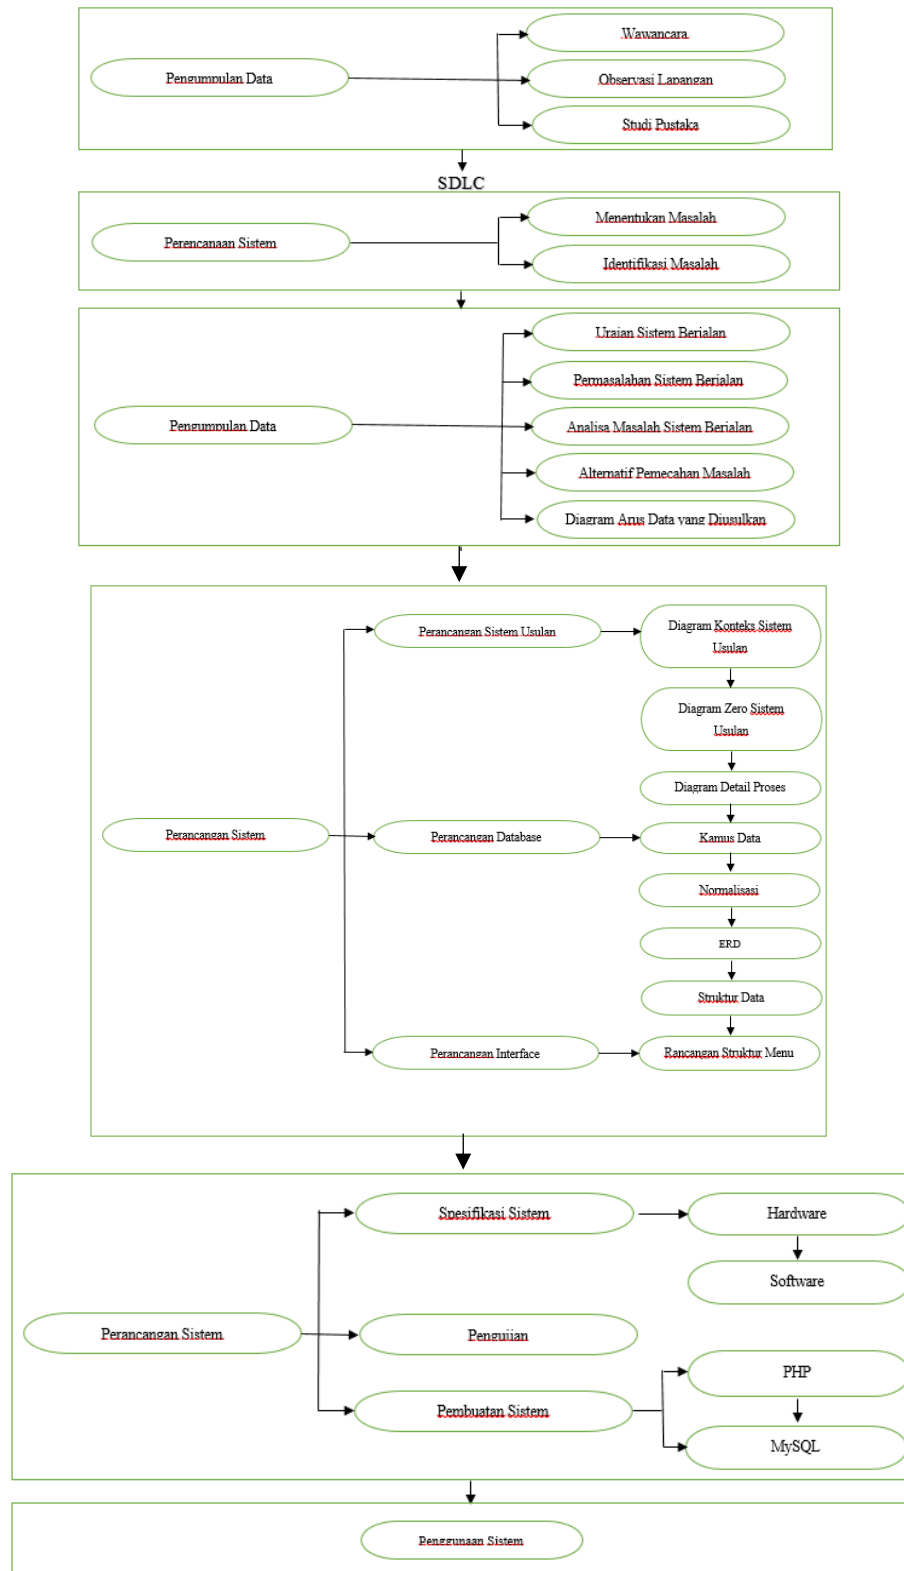 Wawancara
Pengumpulan Data
Observasi Lapangan
Studi Pustaka
SDLC
Menentukan Masalah
Perencanaan Sistem
Identifikasi Masalah
Uraian Sistem Berjalan
Permasalahan Sistem Berjalan
Pengumpulan Data
Analisa Masalah Sistem Berjalan
Alternatif Pemecahan Masalah
Diagram Arus Data yang Diusulkan
Perancangan Sistem Usulan
Diagram Konteks Sistem
Usulan
Diagram Zero Sistem
Usulan
Diagram Detail Proses
Perancangan Sistem
Perancangan Database
Kamus Data
Normalisasi
ERD
Struktur Data
Perancangan Interface
Rancangan Struktur Menu
Spesifikasi Sistem
Hardware
Software
Perancangan Sistem
Pengujian
PHP
Pembuatan Sistem
MySQL
Penggunaan Sistem